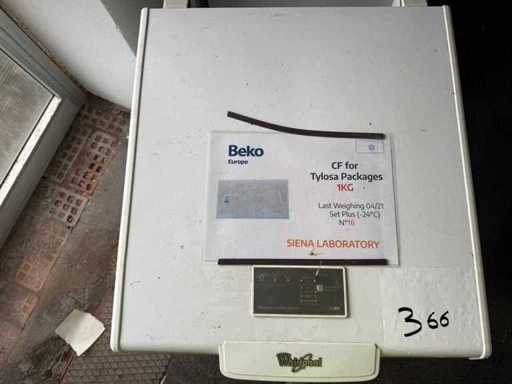 Beko
Europe
CF for
Tylosa Packages
1KG
Last Weighing 04/21
Set Plus (-24°C)
N°16
SIENA LABORATORY
366
Whirlpool